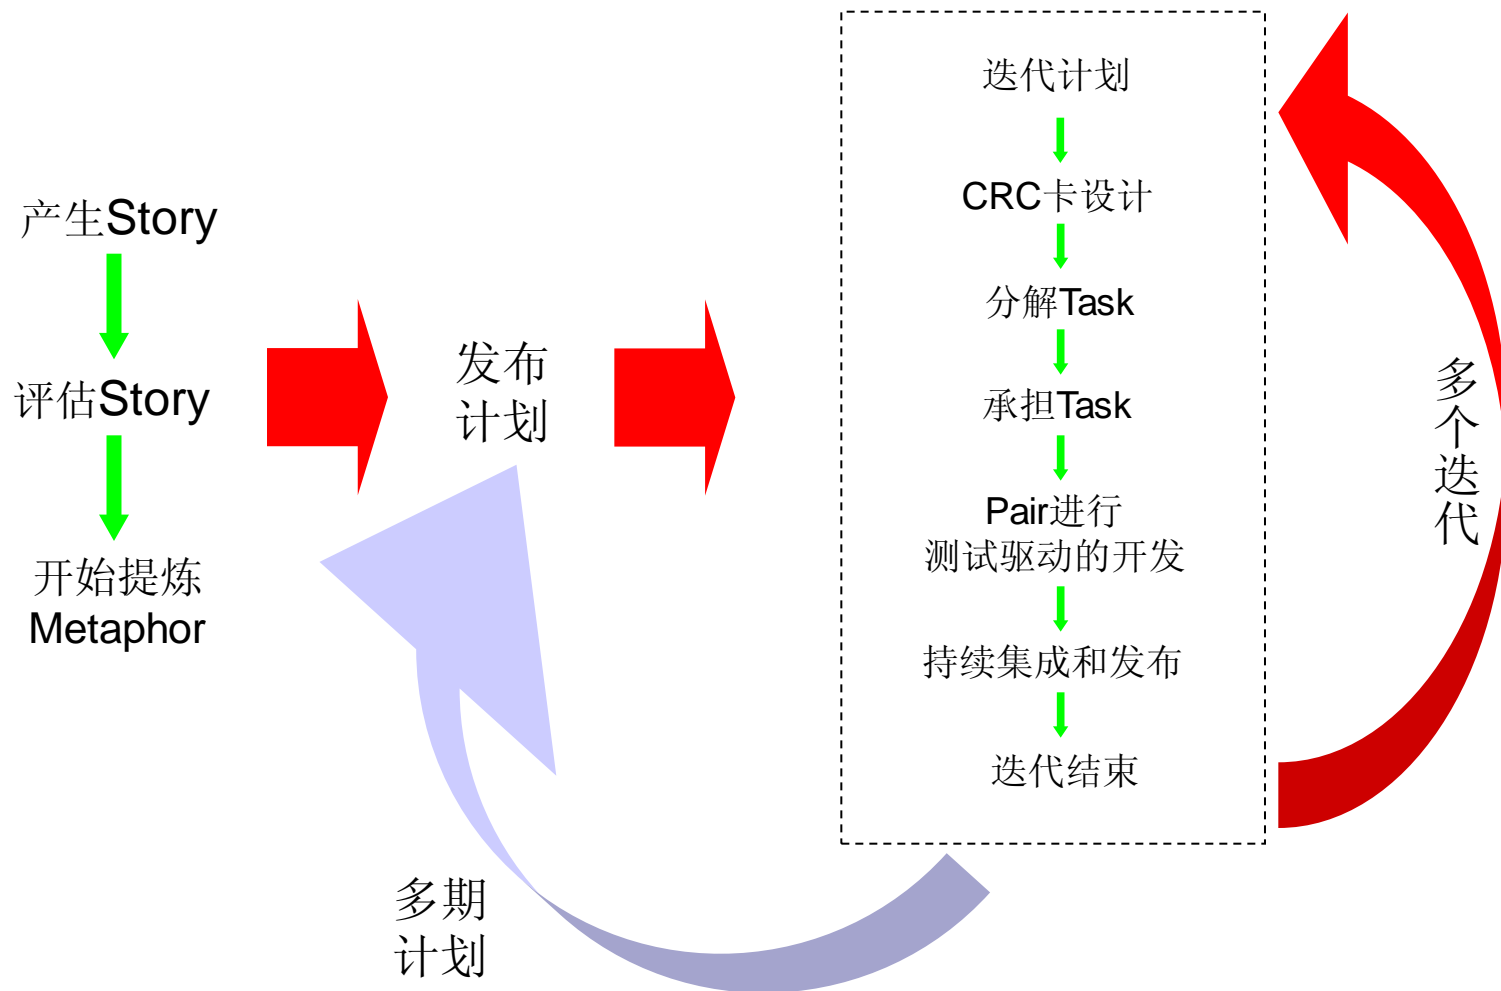 产生Story
评估Story
开始提炼
Metaphor
发布
计划
多期
计划
迭代计划
CRC卡设计
分解Task
承担Task
Pair进行
测试驱动的开发
持续集成和发布
迭代结束
多个迭代